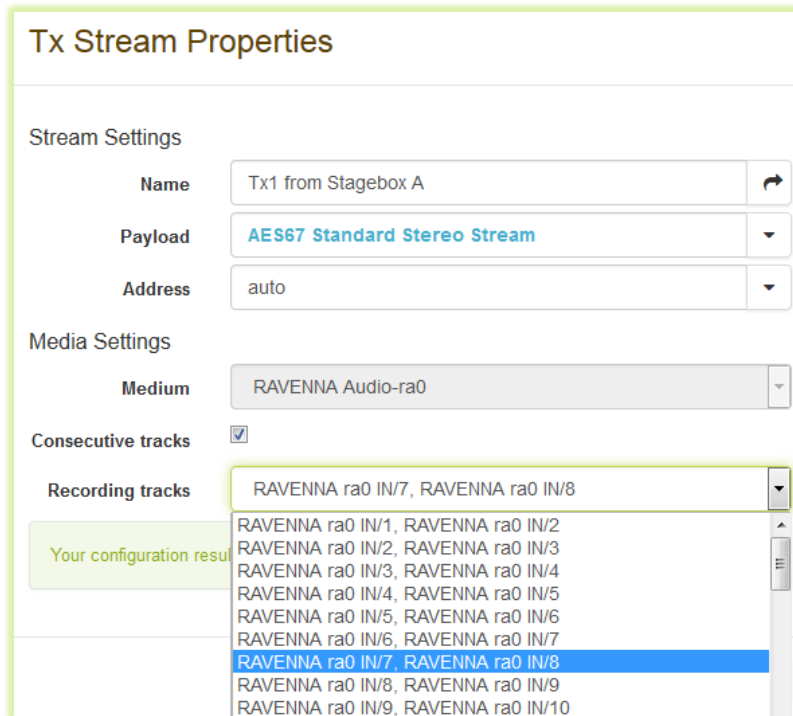 Tx Stream Properties
Stream Settings
Name Tx1 from Stagebox A
Payload AES67 Standard Stereo Stream
Address auto
Media Settings
Medium RAVENNA Audio-ra0
Consecutive tracks
Recording tracks RAVENNA ra0 IN/7, RAVENNA ra0 IN/8
RAVENNA ra0 IN/1, RAVENNA ra0 IN/2
RAVENNA ra0 IN/2, RAVENNA ra0 IN/3
Your configuration resul
RAVENNA ra0 IN/3, RAVENNA ra0 IN/4
RAVENNA ra0 IN/4, RAVENNA ra0 IN/5
RAVENNA ra0 IN/5, RAVENNA ra0 IN/6
RAVENNA ra0 IN/6, RAVENNA ra0 IN/7
RAVENNA ra0 IN/7, RAVENNA ra0 IN/8
RAVENNA ra0 IN/8, RAVENNA ra0 IN/9
RAVENNA ra0 IN/9, RAVENNA ra0 IN/10